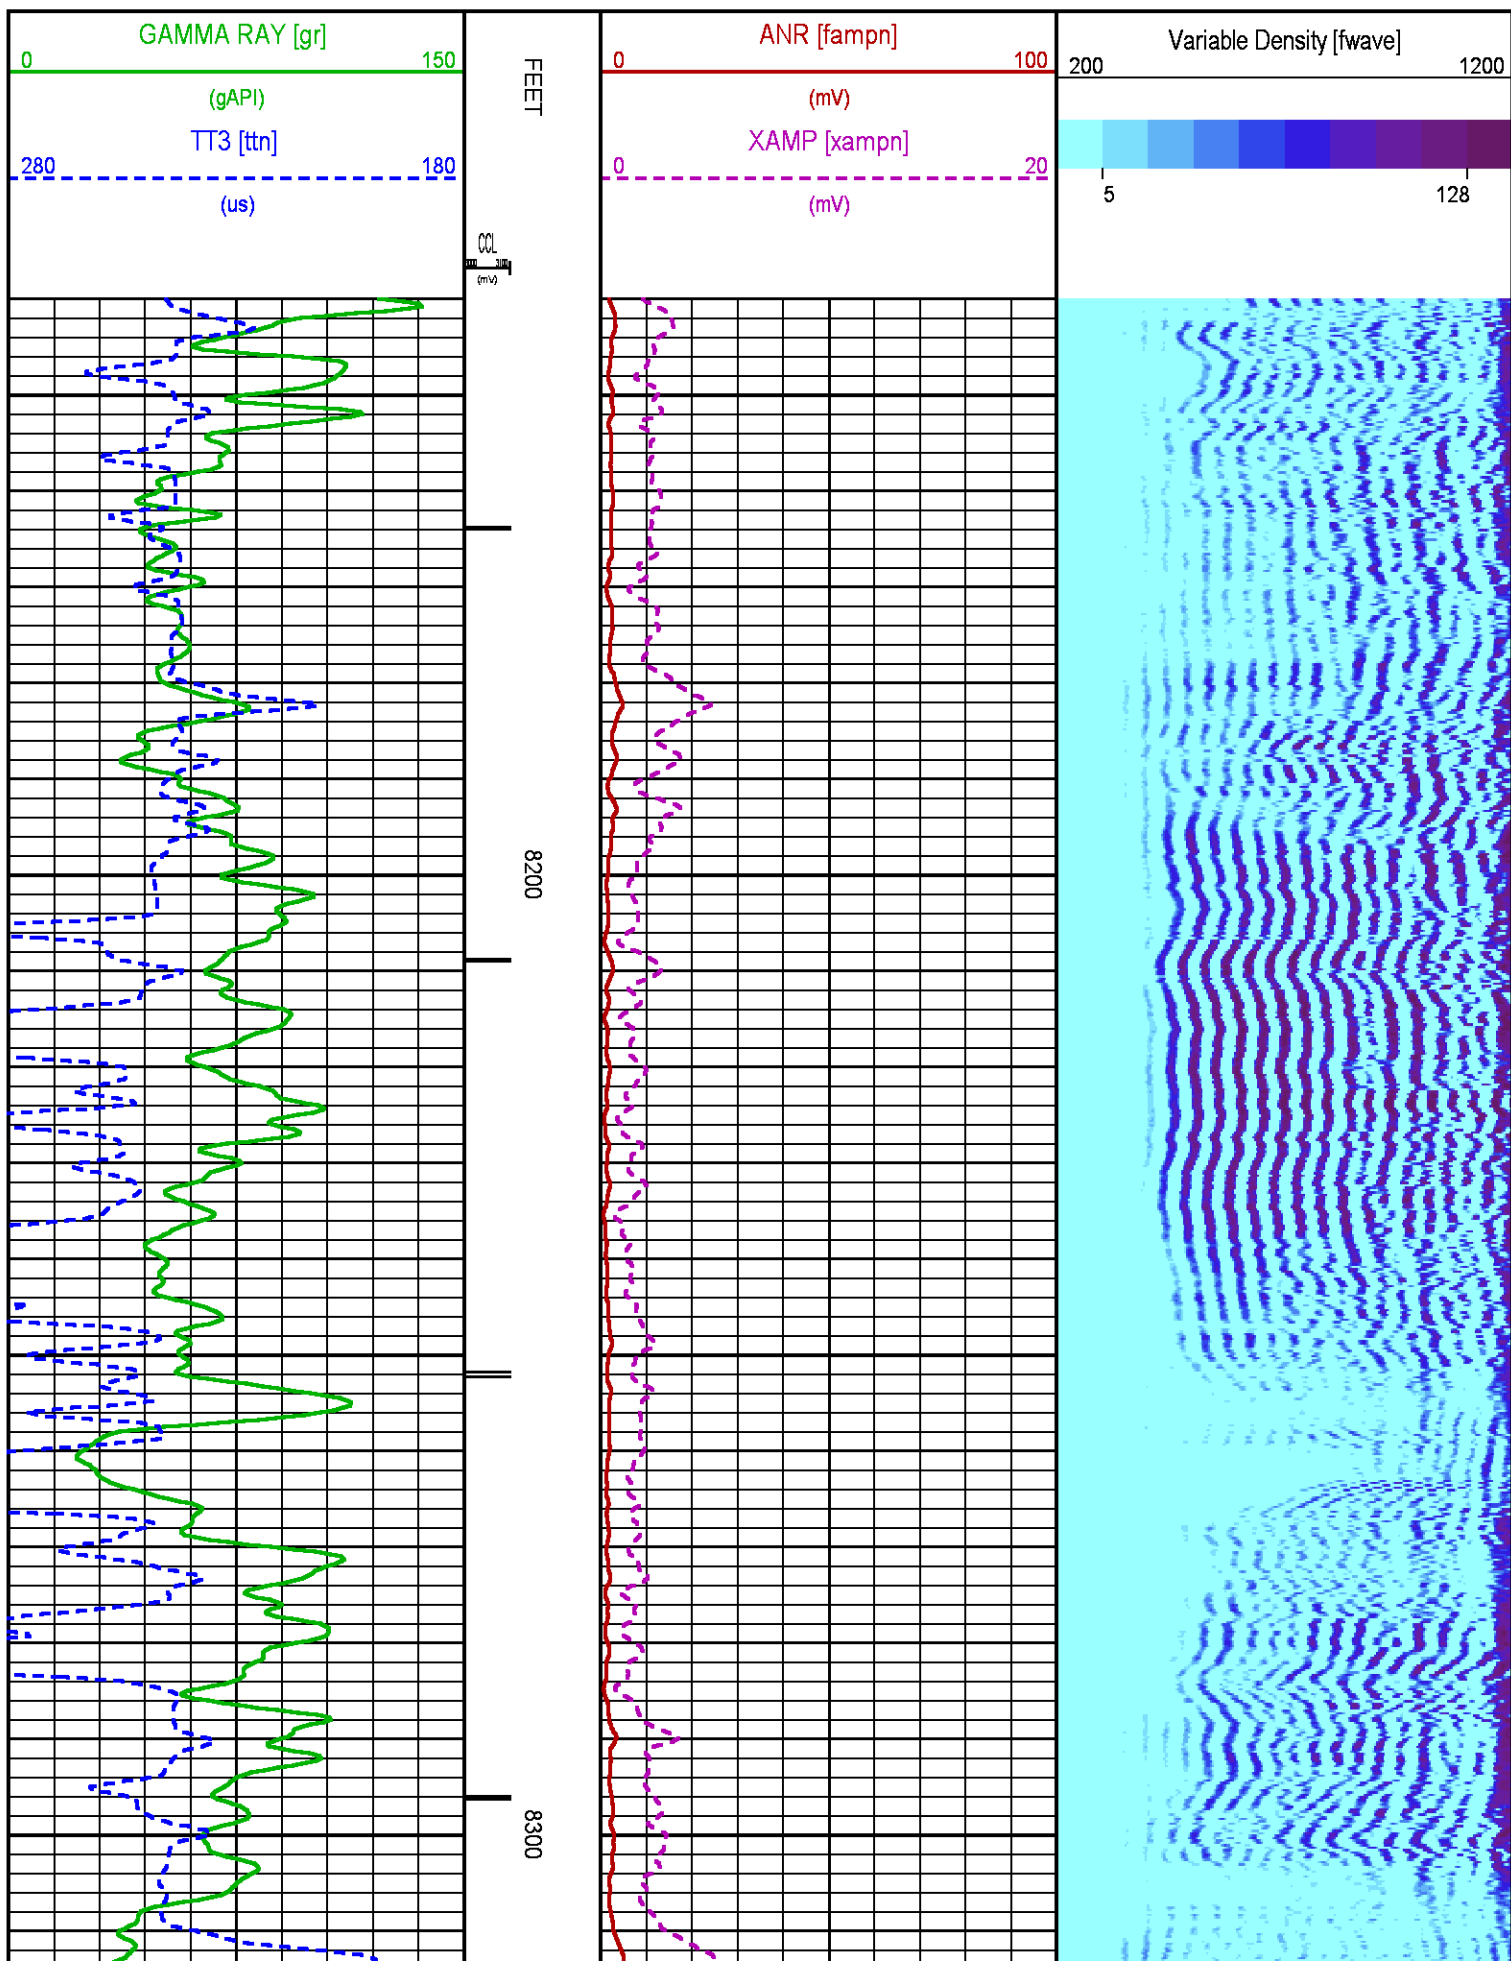 GAMMA RAY [gr]
0 150
(gAPI)
TT3 [ttn]
280 180
(us)
FEET
CCL
(mV)
ANR [fampn]
0 100
(mV)
XAMP [xampn]
0 20
(mV)
Variable Density [fwave]
200 1200
5 128
8200
8300